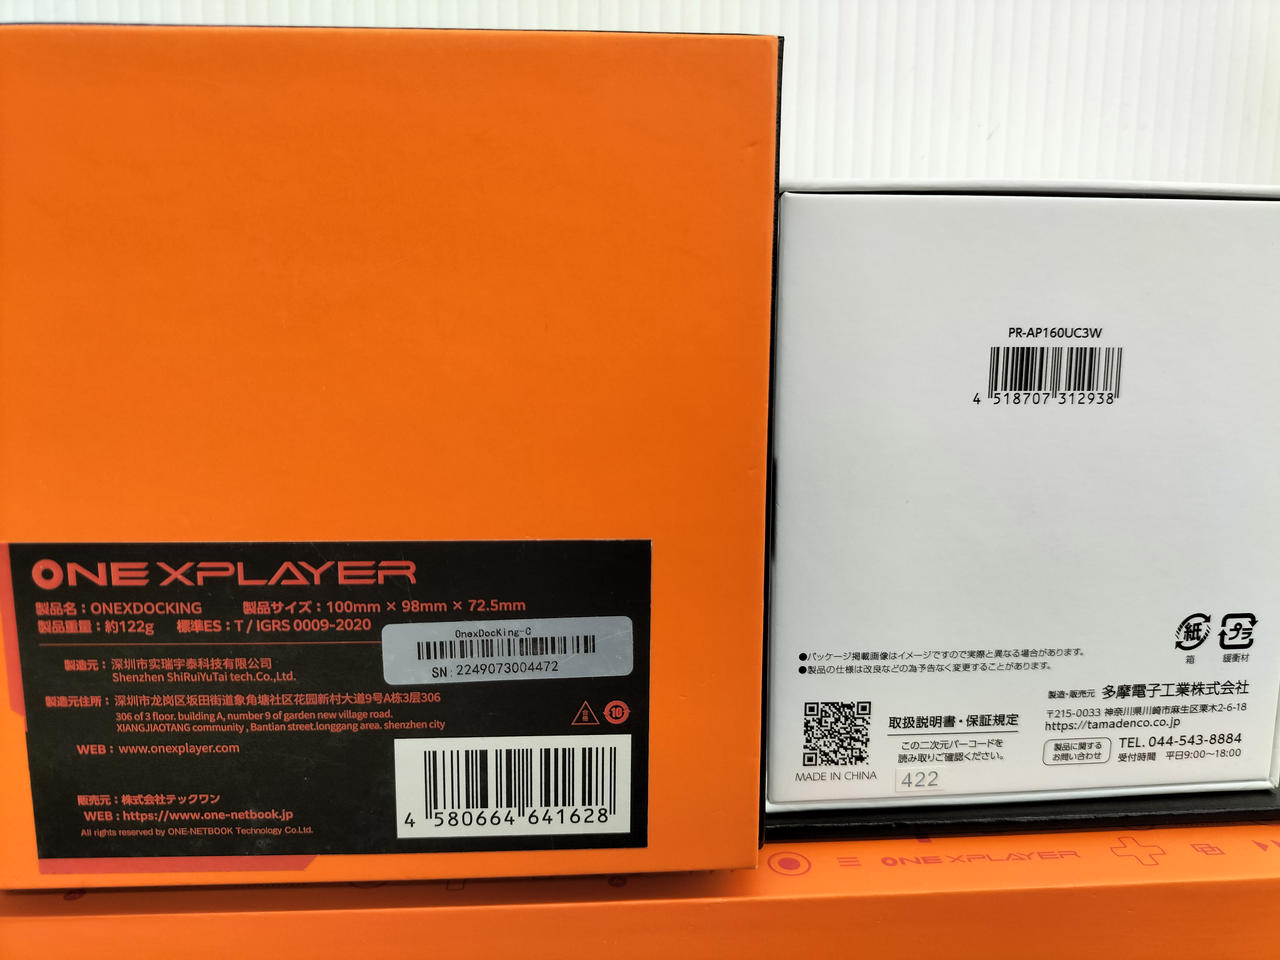 ONEXPLAYER
製品名：ONEXDOCKING 製品サイズ：100mm × 98mm × 72.5mm
製品重量：約122g 標準ES：T / IGRS 0009-2020
OnexDocKing-C
SN: 2249073004472
製造元：深圳市实瑞宇泰科技有限公司
Shenzhen ShiRuiYuTai tech.Co.,Ltd.
製造元住所：深圳市龙岗区坂田街道象角塘社区花园新村大道9号A栋3层306
306 of 3 floor. building A, number 9 of garden new village road.
XIANGJIAOTANG community , Bantian street.longgang area. shenzhen city
10
WEB：www.onexplayer.com
販売元：株式会社テックワン
WEB：https://www.one-netbook.jp
All rights reserved by ONE-NETBOOK Technology Co.Ltd.
4 580664 641628
PR-AP160UC3W
4 518707 312938
紙
箱
プラ
緩衝材
●パッケージ掲載画像はイメージですので実際と異なる場合があります。
●製品の仕様は改良などの為予告なく変更することがあります。
製造・販売元 多摩電子工業株式会社
〒215-0033 神奈川県川崎市麻生区栗木2-6-18
https://tamadenco.co.jp
製品に関する
お問い合わせ
TEL. 044-543-8884
受付時間 平日9:00～18:00
取扱説明書・保証規定
この二次元バーコードを
読み取りご確認ください。
MADE IN CHINA
422
ONEXPLAYER